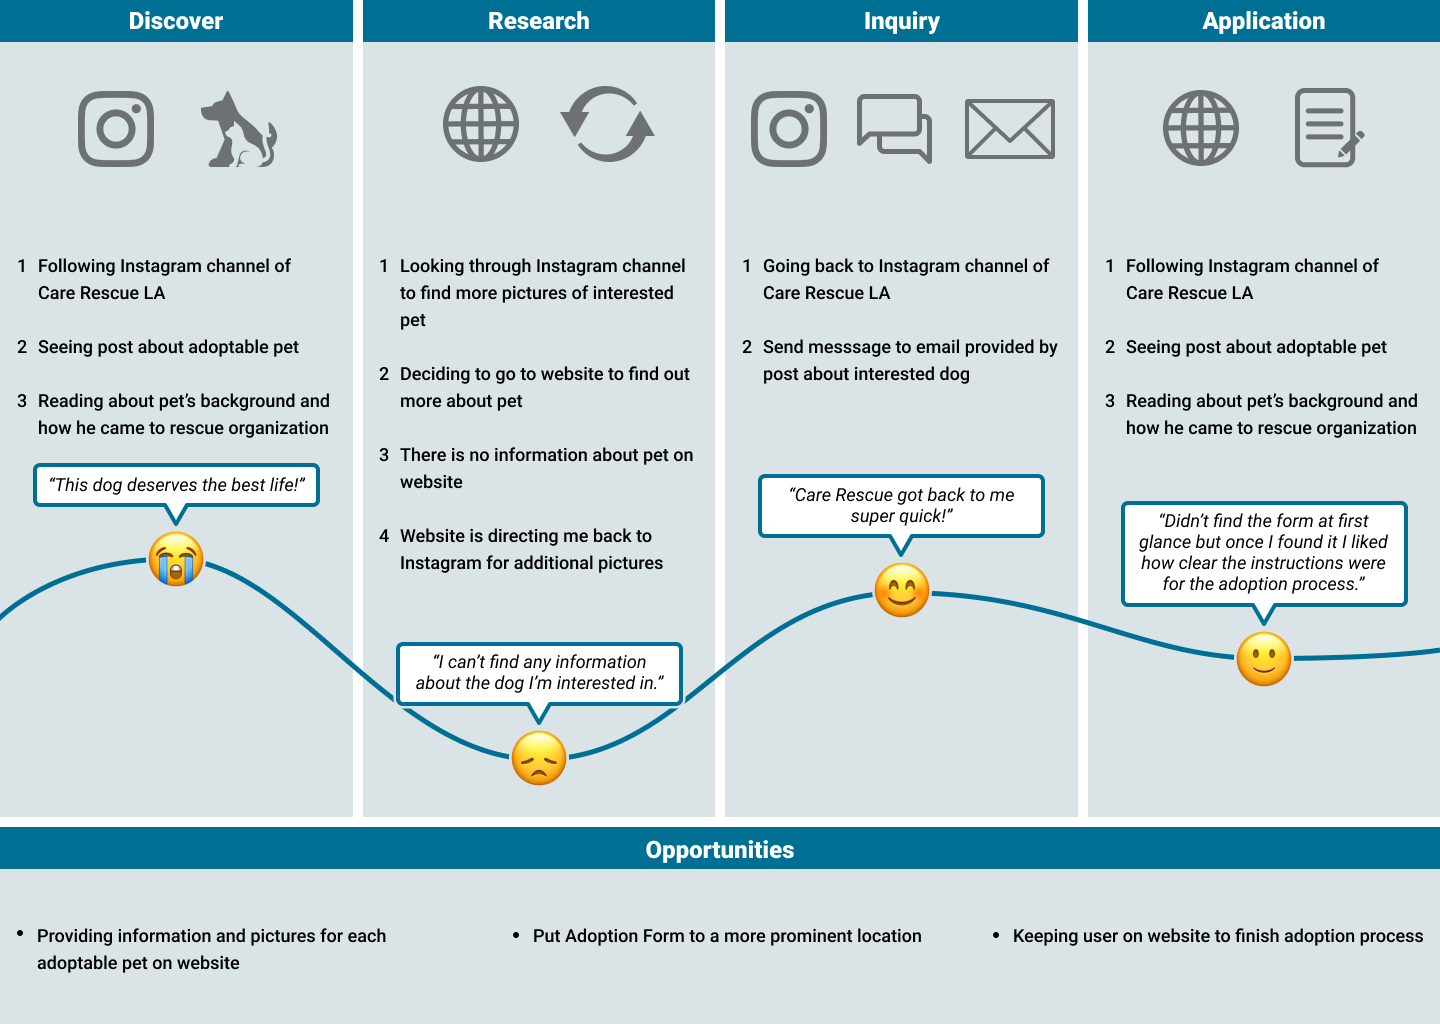 Discover
1 Following Instagram channel of
Care Rescue LA
2 Seeing post about adoptable pet
3 Reading about pet’s background and
how he came to rescue organization
“This dog deserves the best life!”
Research
1 Looking through Instagram channel
to find more pictures of interested
pet
2 Deciding to go to website to find out
more about pet
3 There is no information about pet on
website
4 Website is directing me back to
Instagram for additional pictures
“I can’t find any information
about the dog I’m interested in.”
Inquiry
1 Going back to Instagram channel of
Care Rescue LA
2 Send messsage to email provided by
post about interested dog
“Care Rescue got back to me
super quick!”
Application
1 Following Instagram channel of
Care Rescue LA
2 Seeing post about adoptable pet
3 Reading about pet’s background and
how he came to rescue organization
“Didn’t find the form at first
glance but once I found it I liked
how clear the instructions were
for the adoption process.”
Opportunities
• Providing information and pictures for each
adoptable pet on website
• Put Adoption Form to a more prominent location
• Keeping user on website to finish adoption process